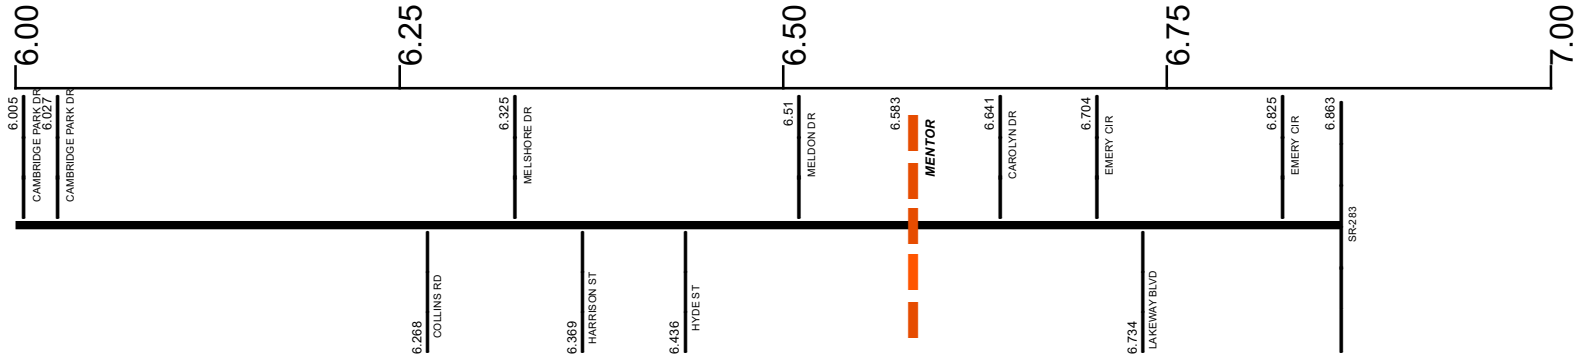 6.00
6.25
6.50
6.75
7.00
6.005
CAMBRIDGE PARK DR
6.027
CAMBRIDGE PARK DR
6.325
MELSHORE DR
6.51
MELDON DR
6.583
MENTOR
6.641
CAROLYN DR
6.704
EMERY CIR
6.825
EMERY CIR
6.863
SR-283
6.268
COLLINS RD
6.369
HARRISON ST
6.436
HYDE ST
6.734
LAKEWAY BLVD